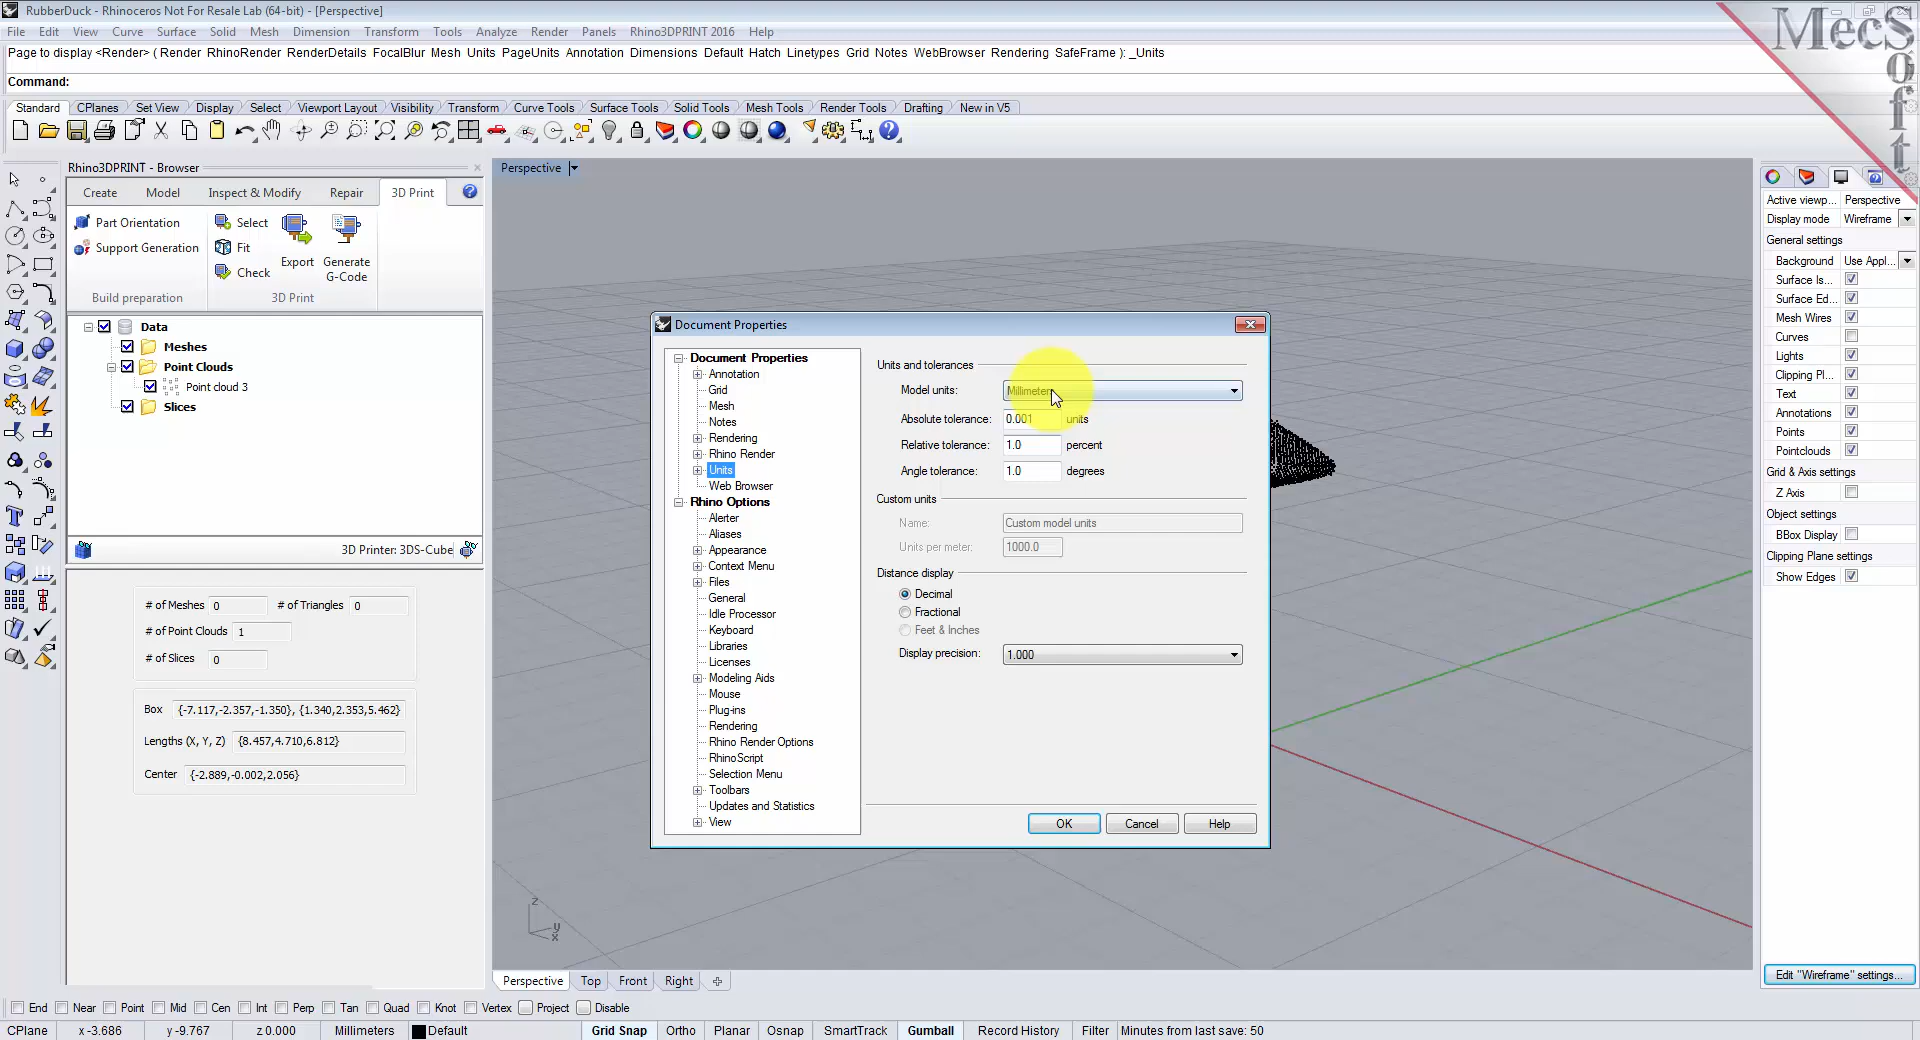 RubberDuck - Rhinoceros Not For Resale Lab (64-bit) - [Perspective]
File Edit View Curve Surface Solid Mesh Dimension Transform Tools Analyze Render Panels Rhino3DPRINT 2016 Help
Page to display <Render> ( Render RhinoRender RenderDetails FocalBlur Mesh Units PageUnits Annotation Dimensions Default Hatch Linetypes Grid Notes WebBrowser Rendering SafeFrame ): _Units
Command:
Standard CPlanes Set View Display Select Viewport Layout Visibility Transform Curve Tools Surface Tools Solid Tools Mesh Tools Render Tools Drafting New in V5
MecSoft
Rhino3DPRINT - Browser
Create Model Inspect & Modify Repair 3D Print
Part Orientation
Support Generation
Build preparation
Select
Fit
Check
Export
Generate
G-Code
3D Print
Data
Meshes
Point Clouds
Point cloud 3
Slices
3D Printer: 3DS-Cube
# of Meshes 0 # of Triangles 0
# of Point Clouds 1
# of Slices 0
Box {-7.117,-2.357,-1.350}, {1.340,2.353,5.462}
Lengths (X, Y, Z) {8.457,4.710,6.812}
Center {-2.889,-0.002,2.056}
Perspective
Document Properties
Document Properties
Annotation
Grid
Mesh
Notes
Rendering
Rhino Render
Units
Web Browser
Rhino Options
Alerter
Aliases
Appearance
Context Menu
Files
General
Idle Processor
Keyboard
Libraries
Licenses
Modeling Aids
Mouse
Plug-ins
Rendering
Rhino Render Options
RhinoScript
Selection Menu
Toolbars
Updates and Statistics
View
Units and tolerances
Model units: Millimeters
Absolute tolerance: 0.001 units
Relative tolerance: 1.0 percent
Angle tolerance: 1.0 degrees
Custom units
Name: Custom model units
Units per meter: 1000.0
Distance display
Decimal
Fractional
Feet & Inches
Display precision: 1.000
OK Cancel Help
z
y
x
Active viewp... Perspective
Display mode Wireframe
General settings
Background Use Appl...
Surface Is...
Surface Ed...
Mesh Wires
Curves
Lights
Clipping Pl...
Text
Annotations
Points
Pointclouds
Grid & Axis settings
Z Axis
Object settings
BBox Display
Clipping Plane settings
Show Edges
Edit "Wireframe" settings...
Perspective Top Front Right
End Near Point Mid Cen Int Perp Tan Quad Knot Vertex Project Disable
CPlane x -3.686 y -9.767 z 0.000 Millimeters Default Grid Snap Ortho Planar Osnap SmartTrack Gumball Record History Filter Minutes from last save: 50